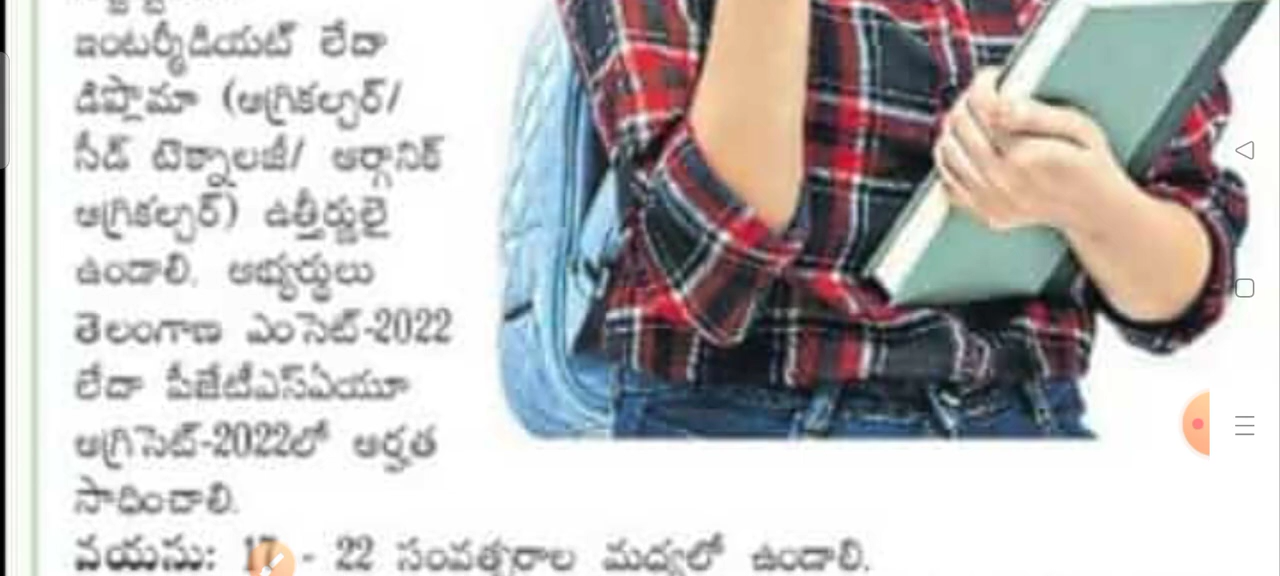 ఇంటర్మీడియట్ లేదా
డిప్లొమా (అగ్రికల్చర్/
సీడ్ టెక్నాలజీ/ ఆర్గానిక్
అగ్రికల్చర్) ఉత్తీర్ణులై
ఉండాలి. అభ్యర్థులు
తెలంగాణ ఎంసెట్-2022
లేదా పీజేటీఎస్ఏయూ
అగ్రిసెట్-2022లో అర్హత
సాధించాలి.
వయసు: 17 - 22 సంవత్సరాల మధ్యలో ఉండాలి.